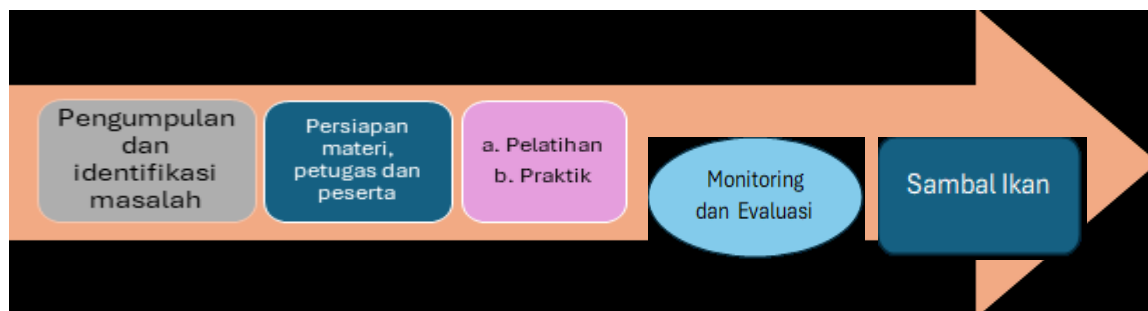 Pengumpulan
dan
identifikasi
masalah
Persiapan
materi,
petugas dan
peserta
a. Pelatihan
b. Praktik
Monitoring
dan Evaluasi
Sambal Ikan